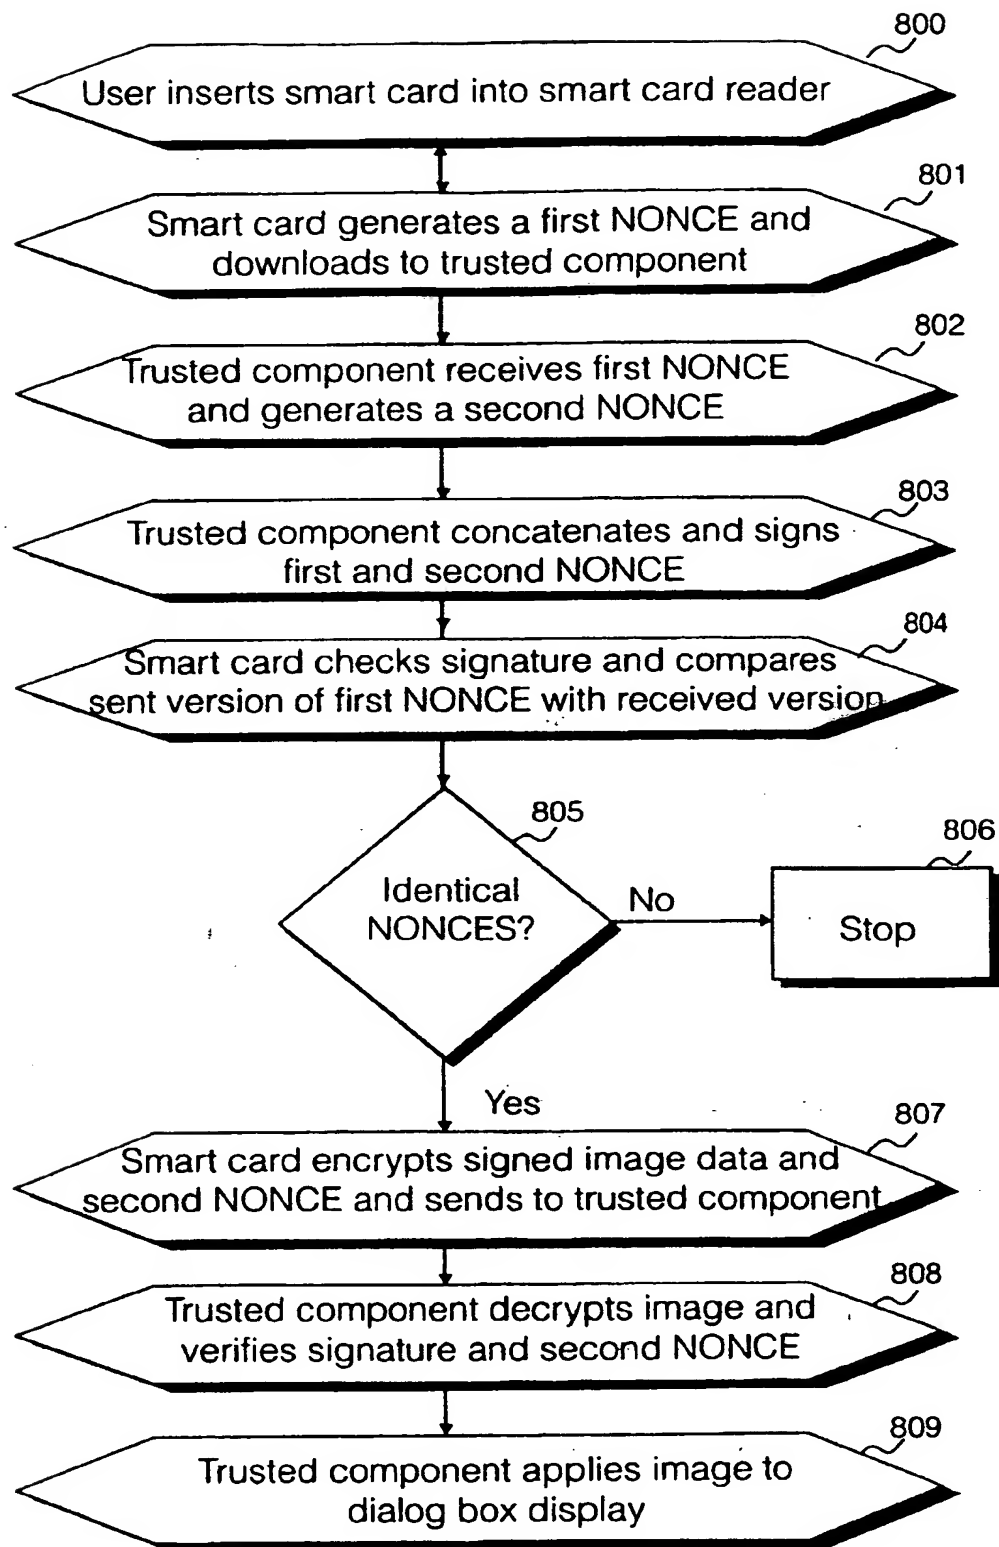 800
User inserts smart card into smart card reader
801
Smart card generates a first NONCE and
downloads to trusted component
802
Trusted component receives first NONCE
and generates a second NONCE
803
Trusted component concatenates and signs
first and second NONCE
804
Smart card checks signature and compares
sent version of first NONCE with received version
805
Identical
NONCES?
No
806
Stop
Yes
807
Smart card encrypts signed image data and
second NONCE and sends to trusted component
808
Trusted component decrypts image and
verifies signature and second NONCE
809
Trusted component applies image to
dialog box display